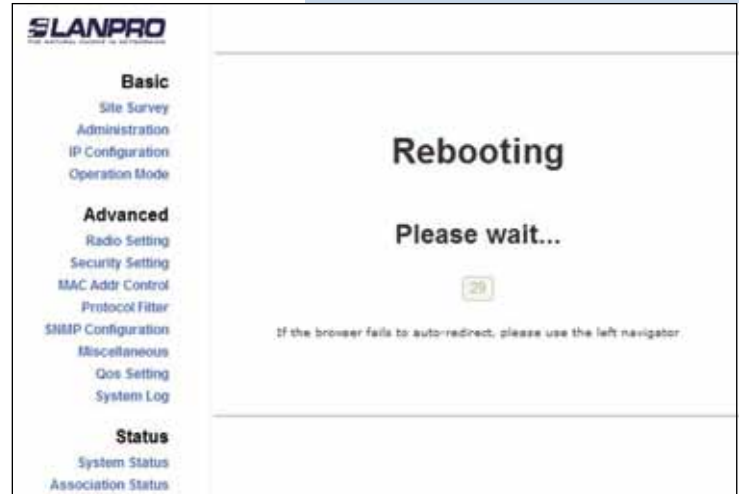 LANPRO
THE NATURAL CHOICE IN NETWORKING
Basic
Site Survey
Administration
IP Configuration
Operation Mode
Advanced
Radio Setting
Security Setting
MAC Addr Control
Protocol Filter
SNMP Configuration
Miscellaneous
Qos Setting
System Log
Status
System Status
Association Status
Rebooting
Please wait...
29
If the browser fails to auto-redirect, please use the left navigator